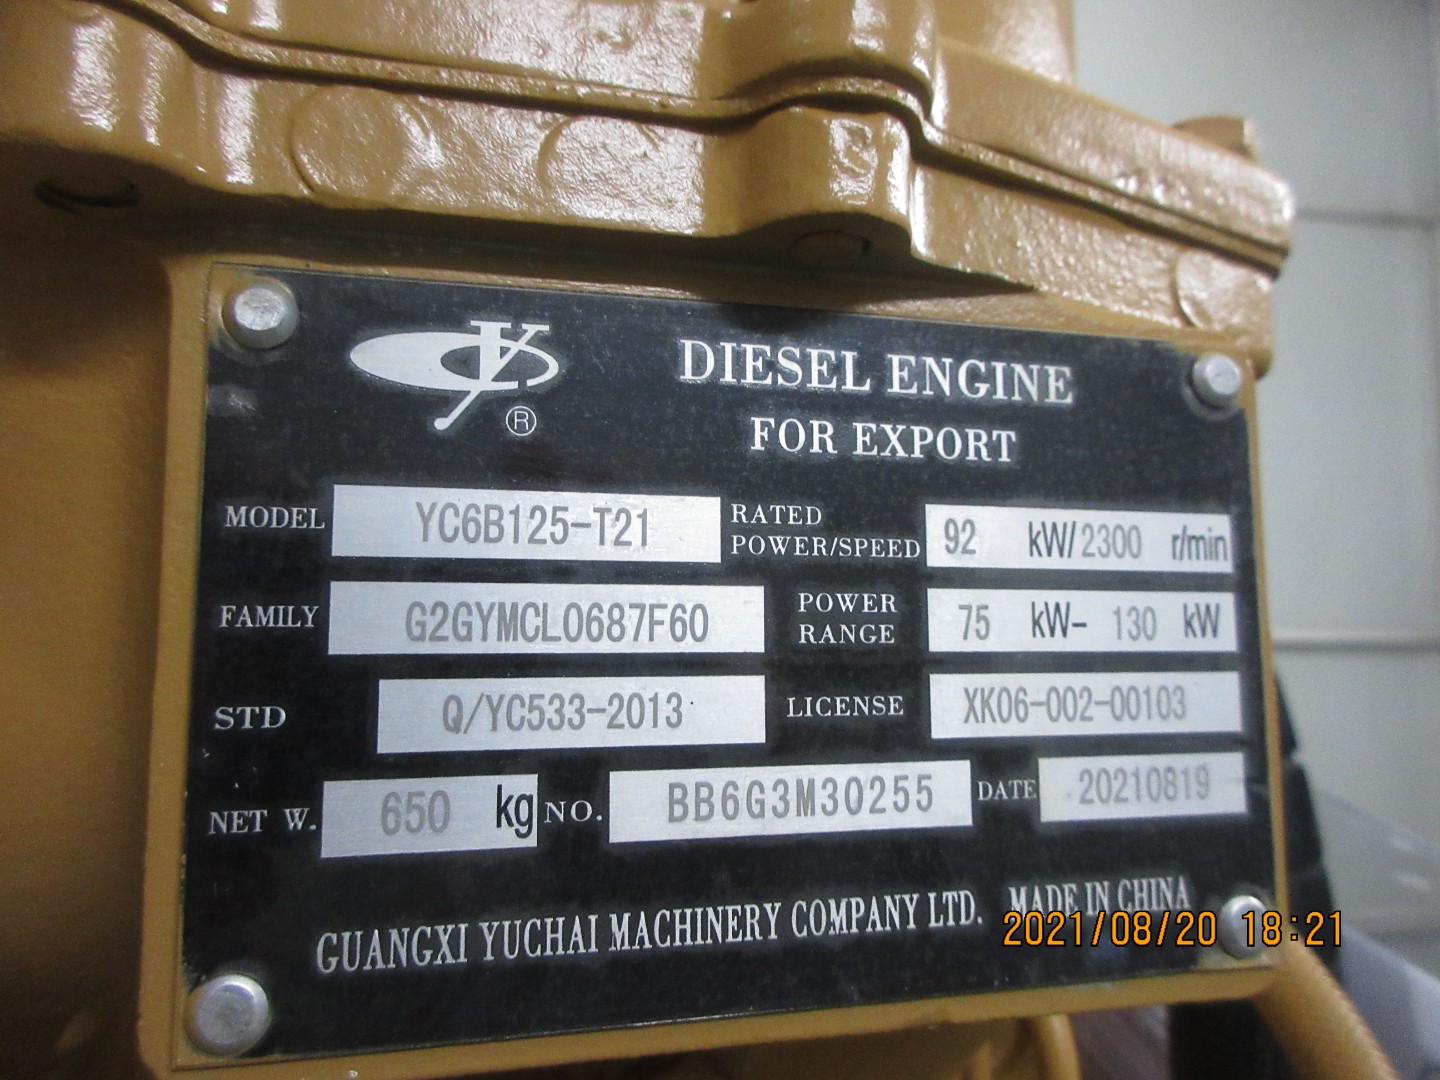 DIESEL ENGINE
FOR EXPORT
®
MODEL YC6B125-T21 RATED POWER/SPEED 92 kW/2300 r/min
FAMILY G2GYMCL0687F60 POWER RANGE 75 kW- 130 kW
STD Q/YC533-2013 LICENSE XK06-002-00103
NET W. 650 kg NO. BB6G3M30255 DATE 20210819
GUANGXI YUCHAI MACHINERY COMPANY LTD. MADE IN CHINA
2021/08/20 18:21